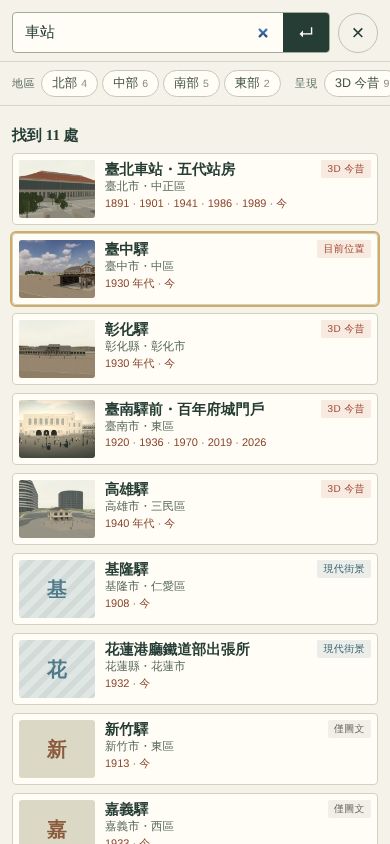 車站
地區 北部 4 中部 6 南部 5 東部 2 呈現 3D 今昔 9
找到 11 處
臺北車站・五代站房 3D 今昔
臺北市・中正區
1891 · 1901 · 1941 · 1986 · 1989 · 今
臺中驛 目前位置
臺中市・中區
1930 年代 · 今
彰化驛 3D 今昔
彰化縣・彰化市
1930 年代 · 今
臺南驛前・百年府城門戶 3D 今昔
臺南市・東區
1920 · 1936 · 1970 · 2019 · 2026
高雄驛 3D 今昔
高雄市・三民區
1940 年代 · 今
基 基隆驛 現代街景
基隆市・仁愛區
1908 · 今
花 花蓮港廳鐵道部出張所 現代街景
花蓮縣・花蓮市
1932 · 今
新 新竹驛 僅圖文
新竹市・東區
1913 · 今
嘉 嘉義驛 僅圖文
嘉義市・西區
1933 · 今